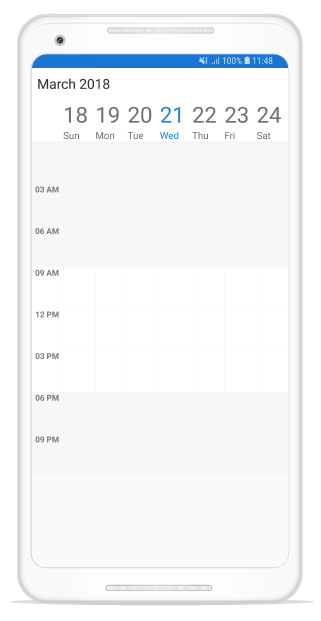 100% 11:48
March 2018
18 19 20 21 22 23 24
Sun Mon Tue Wed Thu Fri Sat
03 AM
06 AM
09 AM
12 PM
03 PM
06 PM
09 PM